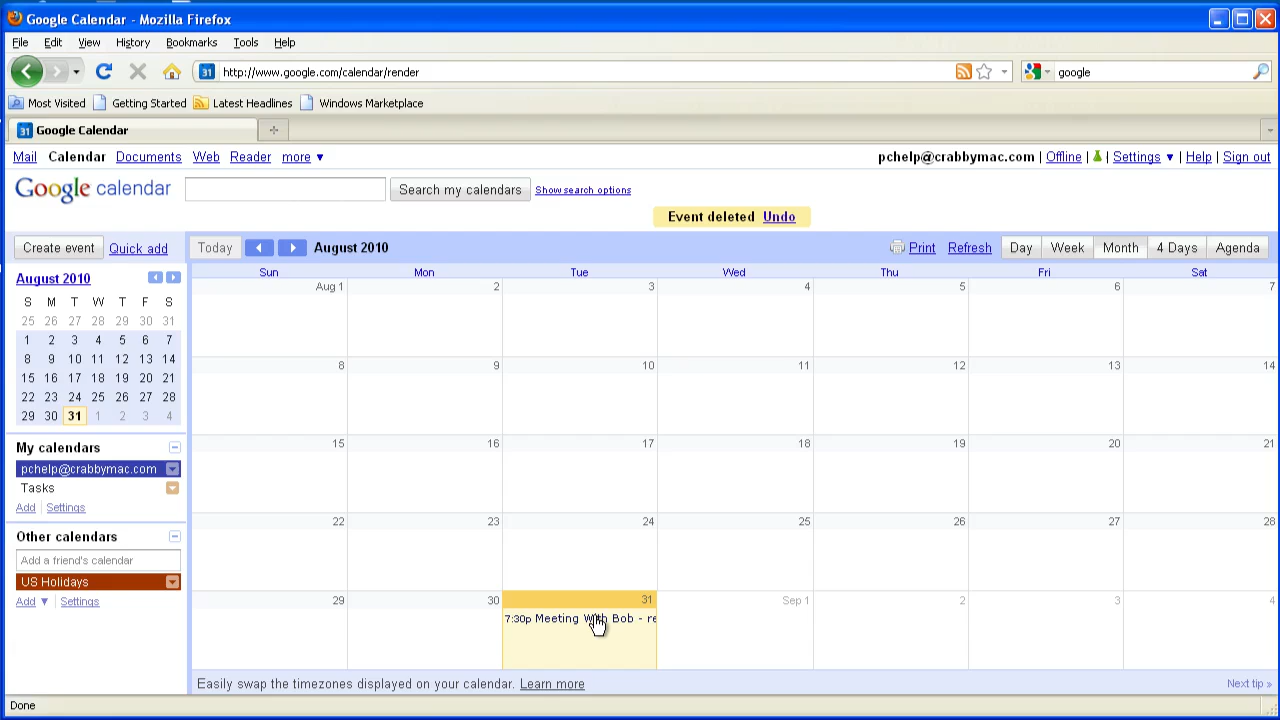 Google Calendar - Mozilla Firefox
File Edit View History Bookmarks Tools Help
31 http://www.google.com/calendar/render google
Most Visited Getting Started Latest Headlines Windows Marketplace
31 Google Calendar
Mail Calendar Documents Web Reader more ▼ pchelp@crabbymac.com | Offline | Settings ▼ | Help | Sign out
Google calendar Search my calendars Show search options
Event deleted Undo
Create event Quick add Today August 2010 Print Refresh Day Week Month 4 Days Agenda
August 2010
S M T W T F S
25 26 27 28 29 30 31
1 2 3 4 5 6 7
8 9 10 11 12 13 14
15 16 17 18 19 20 21
22 23 24 25 26 27 28
29 30 31 1 2 3 4
My calendars
pchelp@crabbymac.com
Tasks
Add Settings
Other calendars
Add a friend's calendar
US Holidays
Add ▼ Settings
Sun Mon Tue Wed Thu Fri Sat
Aug 1 2 3 4 5 6 7
8 9 10 11 12 13 14
15 16 17 18 19 20 21
22 23 24 25 26 27 28
29 30 31 Sep 1 2 3 4
7:30p Meeting With Bob - re
Easily swap the timezones displayed on your calendar. Learn more Next tip »
Done